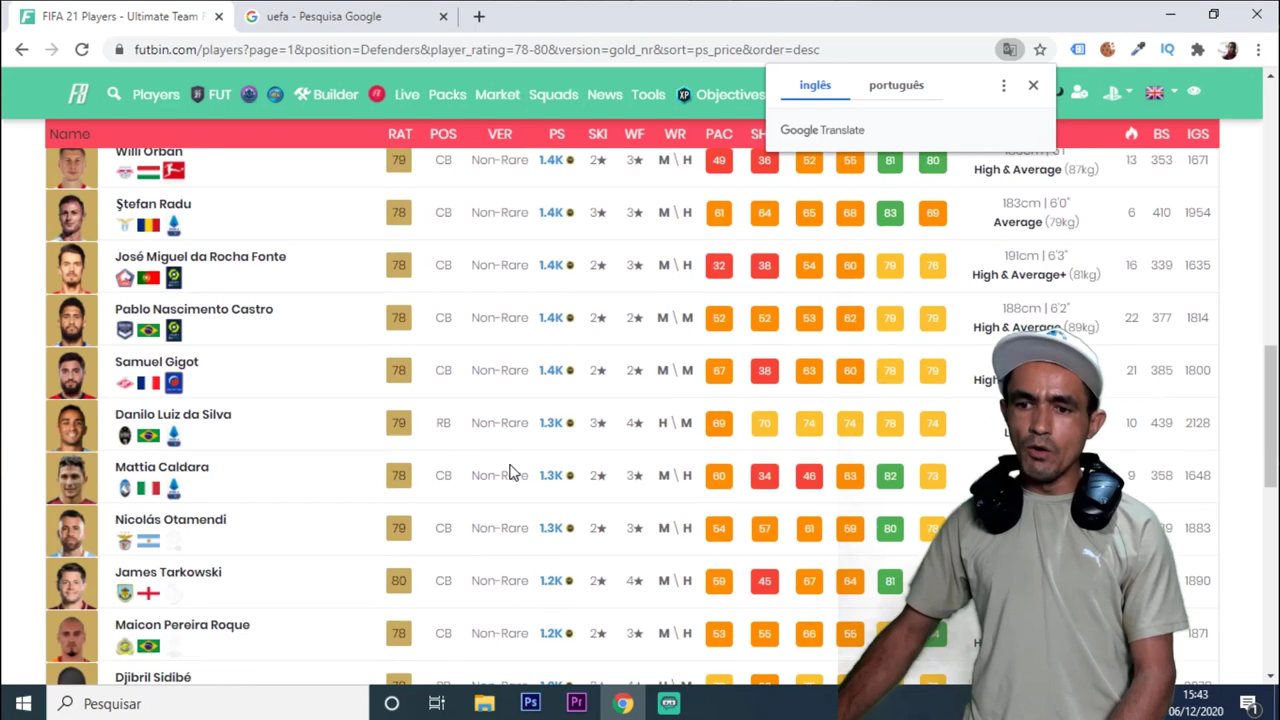 FIFA 21 Players - Ultimate Team
uefa - Pesquisa Google
futbin.com/players?page=1&position=Defenders&player_rating=78-80&version=gold_nr&sort=ps_price&order=desc
Players FUT Builder Live Packs Market Squads News Tools XP Objectives
inglês português
Google Translate
Name RAT POS VER PS SKI WF WR PAC BS IGS
Willi Orban 79 CB Non-Rare 1.4K 2★ 3★ M \ H 49 36 52 55 81 80 13 353 1671
High & Average (87kg)
Ştefan Radu 78 CB Non-Rare 1.4K 3★ 3★ M \ H 61 64 65 68 83 69 183cm | 6'0" 6 410 1954
Average (79kg)
José Miguel da Rocha Fonte 78 CB Non-Rare 1.4K 2★ 3★ M \ H 32 38 54 60 79 76 191cm | 6'3" 16 339 1635
High & Average+ (81kg)
Pablo Nascimento Castro 78 CB Non-Rare 1.4K 2★ 2★ M \ M 52 52 53 62 79 79 188cm | 6'2" 22 377 1814
High & Average (89kg)
Samuel Gigot 78 CB Non-Rare 1.4K 2★ 2★ M \ M 67 38 63 60 78 79 21 385 1800
Danilo Luiz da Silva 79 RB Non-Rare 1.3K 3★ 4★ H \ M 69 70 74 74 78 74 10 439 2128
Mattia Caldara 78 CB Non-Rare 1.3K 2★ 3★ M \ H 60 34 46 63 82 73 9 358 1648
Nicolás Otamendi 79 CB Non-Rare 1.3K 2★ 3★ M \ H 54 57 61 59 80 78 1883
James Tarkowski 80 CB Non-Rare 1.2K 2★ 4★ M \ H 59 45 67 64 81 1890
Maicon Pereira Roque 78 CB Non-Rare 1.2K 2★ 3★ M \ H 53 55 66 55 1871
Djibril Sidibé
Pesquisar
Ps Pr
15:43
06/12/2020